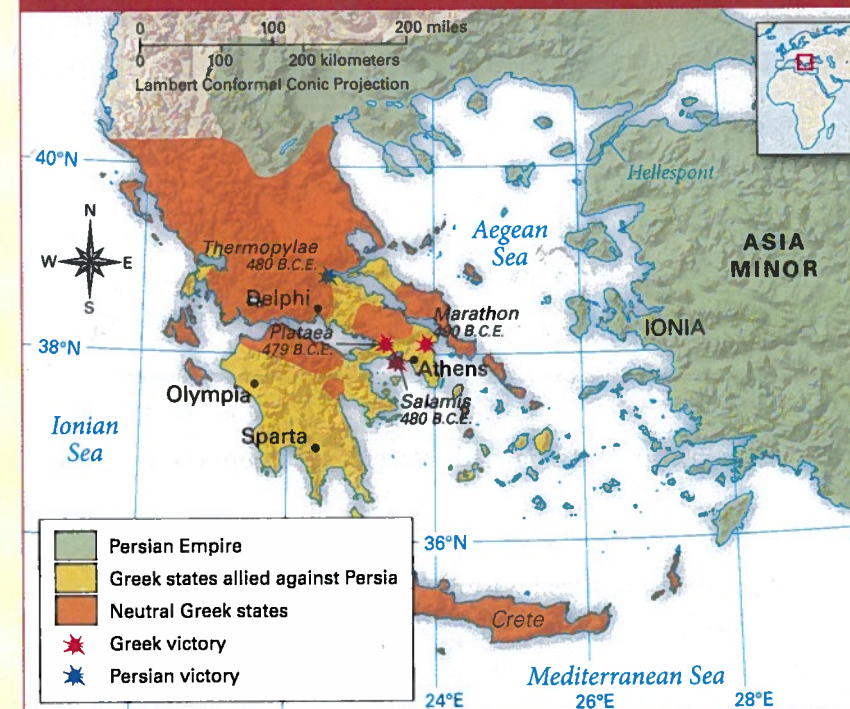 0 100 200 miles
0 100 200 kilometers
Lambert Conformal Conic Projection
40°N
Hellespont
N
W E
S
Aegean
Sea
ASIA
MINOR
Thermopylae
480 B.C.E.
Delphi
Marathon
490 B.C.E.
IONIA
Plataea
479 B.C.E.
38°N
Athens
Olympia
Salamis
480 B.C.E.
Ionian
Sea
Sparta
36°N
Persian Empire
Greek states allied against Persia
Neutral Greek states
Greek victory
Persian victory
Crete
Mediterranean Sea
24°E
26°E
28°E